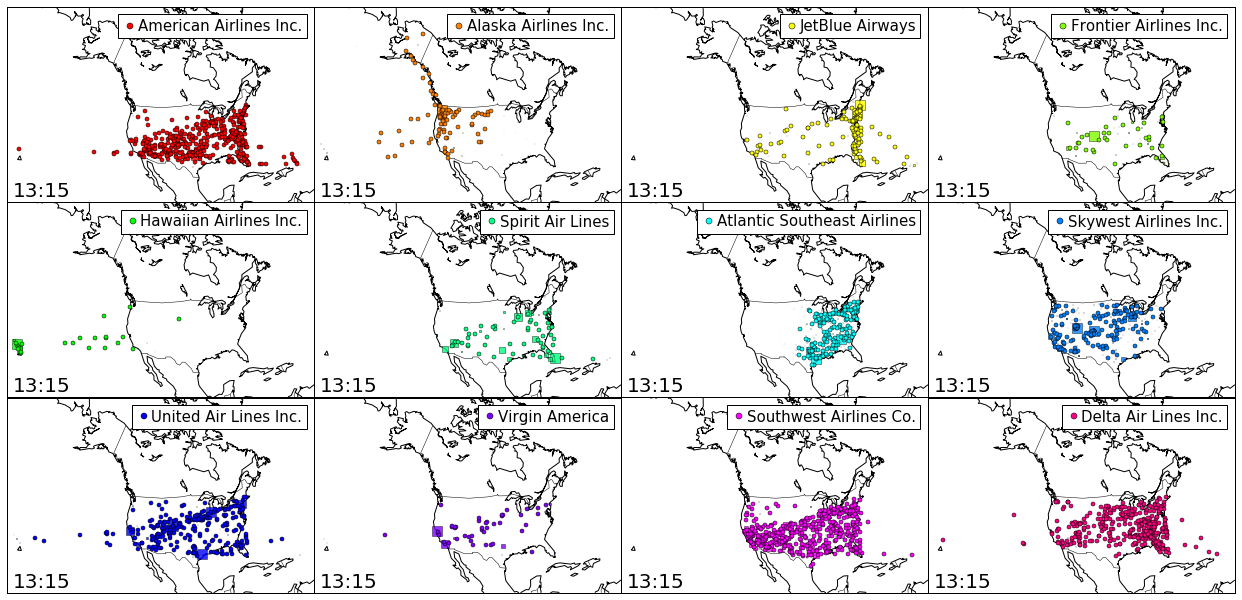 American Airlines Inc.
Alaska Airlines Inc.
JetBlue Airways
Frontier Airlines Inc.
13:15
13:15
13:15
13:15
Hawaiian Airlines Inc.
Spirit Air Lines
Atlantic Southeast Airlines
Skywest Airlines Inc.
13:15
13:15
13:15
13:15
United Air Lines Inc.
Virgin America
Southwest Airlines Co.
Delta Air Lines Inc.
13:15
13:15
13:15
13:15